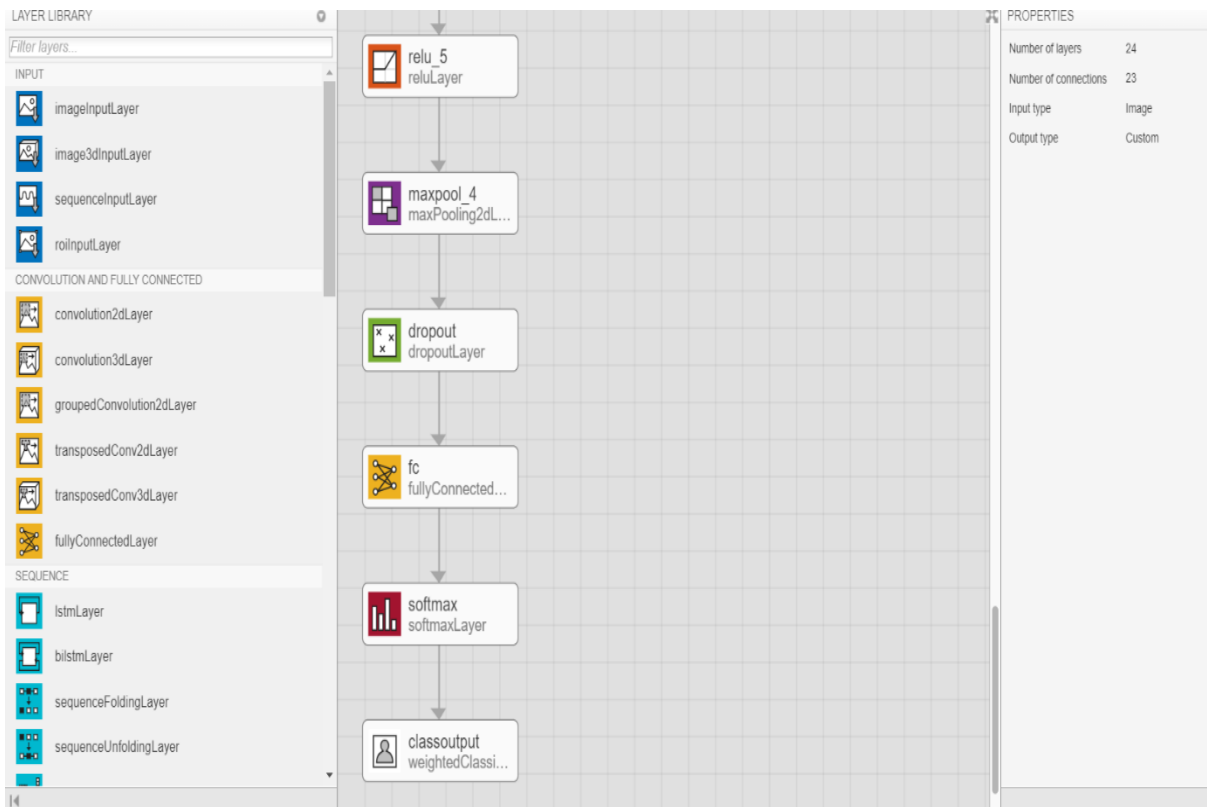 LAYER LIBRARY
Filter layers...
INPUT
imageInputLayer
image3dInputLayer
sequenceInputLayer
roiInputLayer
CONVOLUTION AND FULLY CONNECTED
convolution2dLayer
convolution3dLayer
groupedConvolution2dLayer
transposedConv2dLayer
transposedConv3dLayer
fullyConnectedLayer
SEQUENCE
lstmLayer
bilstmLayer
sequenceFoldingLayer
sequenceUnfoldingLayer
relu_5
reluLayer
maxpool_4
maxPooling2dL...
dropout
dropoutLayer
fc
fullyConnected...
softmax
softmaxLayer
classoutput
weightedClassi...
PROPERTIES
Number of layers 24
Number of connections 23
Input type Image
Output type Custom